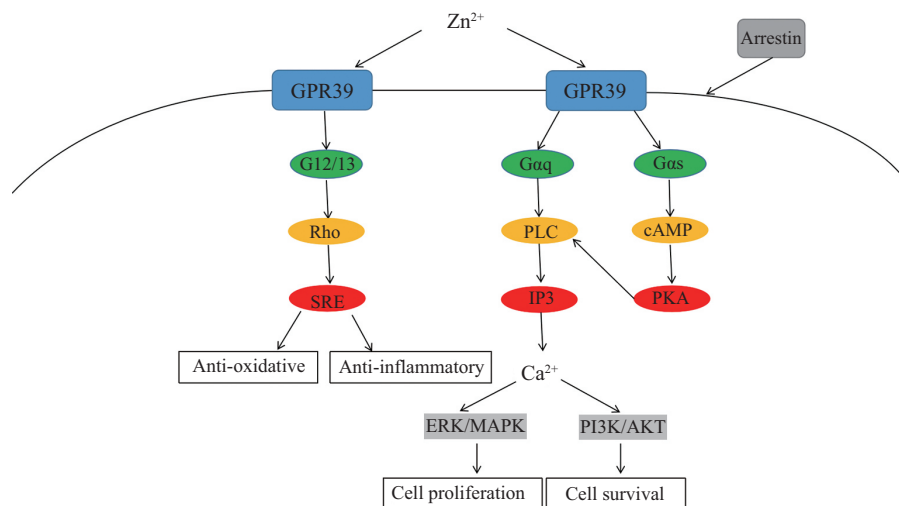 Zn²⁺
Arrestin
GPR39
GPR39
G12/13
Gαq
Gαs
Rho
PLC
cAMP
SRE
IP3
PKA
Anti-oxidative
Anti-inflammatory
Ca²⁺
ERK/MAPK
PI3K/AKT
Cell proliferation
Cell survival